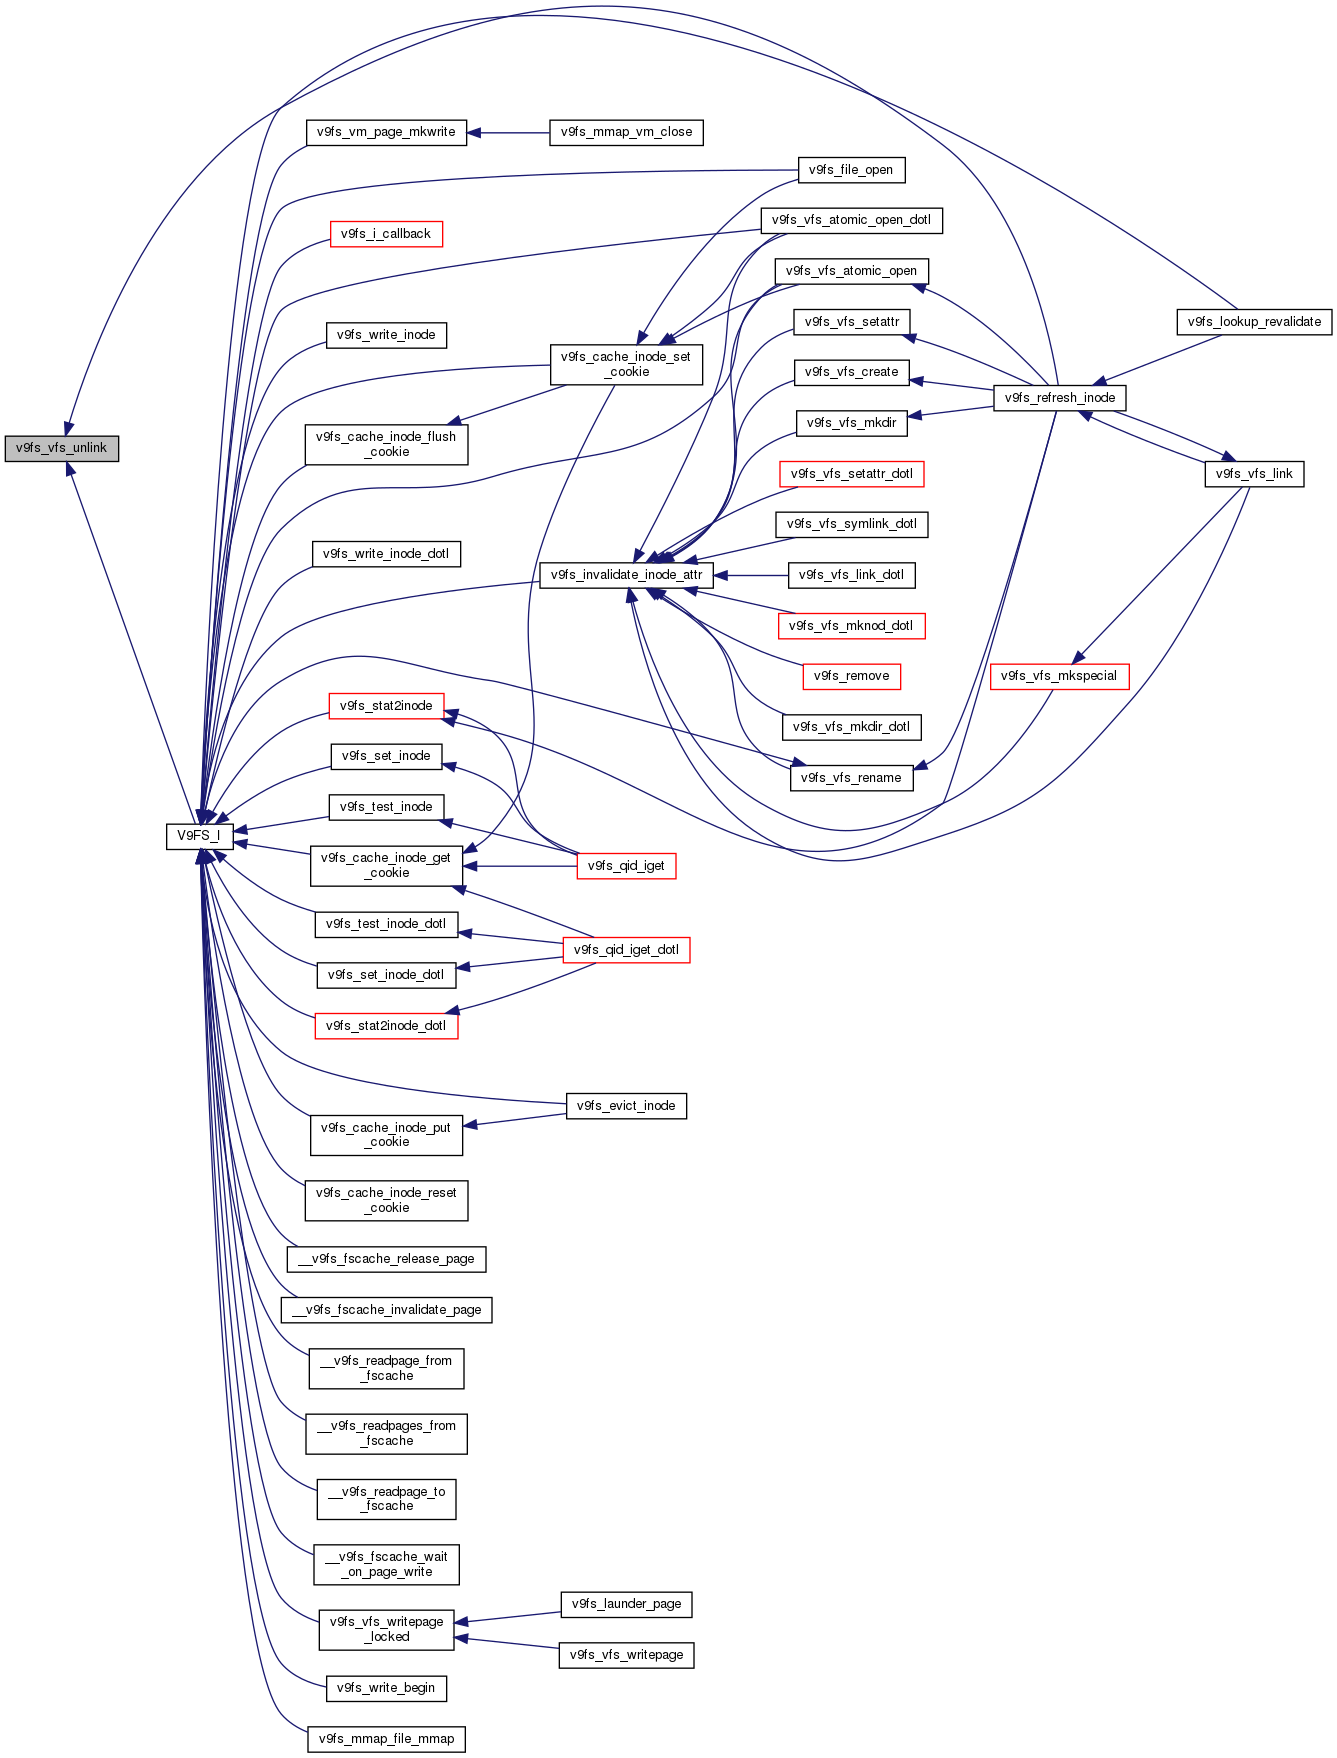 v9fs_vm_page_mkwrite
v9fs_mmap_vm_close
v9fs_file_open
v9fs_vfs_atomic_open_dotl
v9fs_i_callback
v9fs_vfs_atomic_open
v9fs_vfs_setattr
v9fs_lookup_revalidate
v9fs_write_inode
v9fs_cache_inode_set
_cookie
v9fs_vfs_create
v9fs_refresh_inode
v9fs_vfs_mkdir
v9fs_cache_inode_flush
_cookie
v9fs_vfs_unlink
v9fs_vfs_setattr_dotl
v9fs_vfs_link
v9fs_vfs_symlink_dotl
v9fs_write_inode_dotl
v9fs_invalidate_inode_attr
v9fs_vfs_link_dotl
v9fs_vfs_mknod_dotl
v9fs_remove
v9fs_vfs_mkspecial
v9fs_stat2inode
v9fs_vfs_mkdir_dotl
v9fs_set_inode
v9fs_vfs_rename
v9fs_test_inode
V9FS_I
v9fs_cache_inode_get
_cookie
v9fs_qid_iget
v9fs_test_inode_dotl
v9fs_qid_iget_dotl
v9fs_set_inode_dotl
v9fs_stat2inode_dotl
v9fs_evict_inode
v9fs_cache_inode_put
_cookie
v9fs_cache_inode_reset
_cookie
__v9fs_fscache_release_page
__v9fs_fscache_invalidate_page
__v9fs_readpage_from
_fscache
__v9fs_readpages_from
_fscache
__v9fs_readpage_to
_fscache
__v9fs_fscache_wait
_on_page_write
v9fs_vfs_writepage
_locked
v9fs_launder_page
v9fs_vfs_writepage
v9fs_write_begin
v9fs_mmap_file_mmap